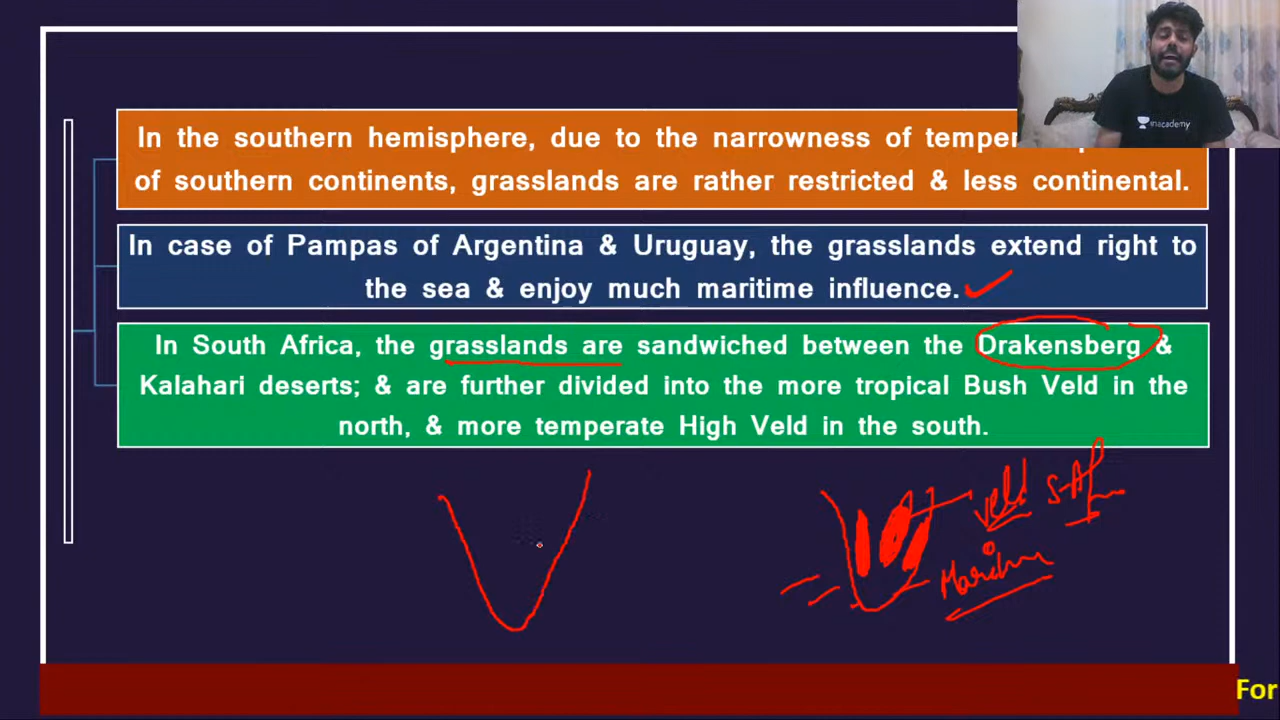 In the southern hemisphere, due to the narrowness of temper
of southern continents, grasslands are rather restricted & less continental.
In case of Pampas of Argentina & Uruguay, the grasslands extend right to
the sea & enjoy much maritime influence.
In South Africa, the grasslands are sandwiched between the Drakensberg &
Kalahari deserts; & are further divided into the more tropical Bush Veld in the
north, & more temperate High Veld in the south.
Veld S-Af
unacademy
For